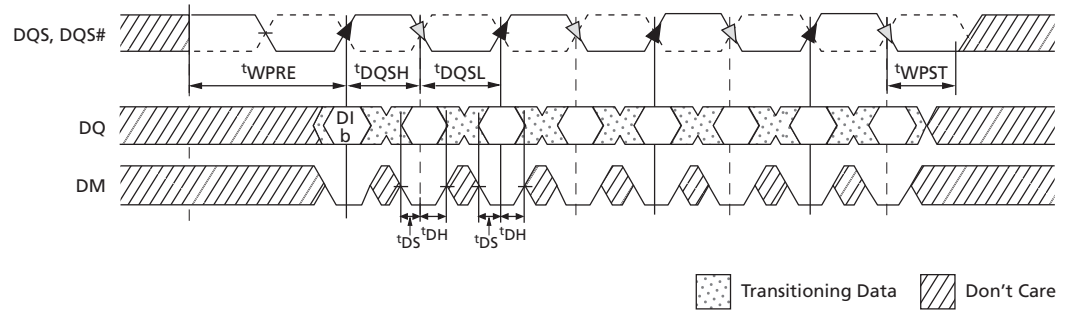 DQS, DQS#
tWPRE tDQSH tDQSL tWPST
DQ
DI
b
DM
tDS tDH tDS tDH
Transitioning Data Don't Care